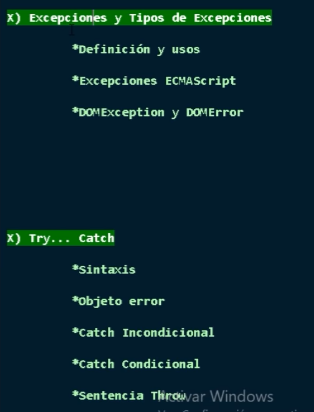 X) Excepciones y Tipos de Excepciones
*Definición y usos
*Excepciones ECMAScript
*DOMException y DOMError
X) Try... Catch
*Sintaxis
*Objeto error
*Catch Incondicional
*Catch Condicional
*Sentencia Throw
Activar Windows